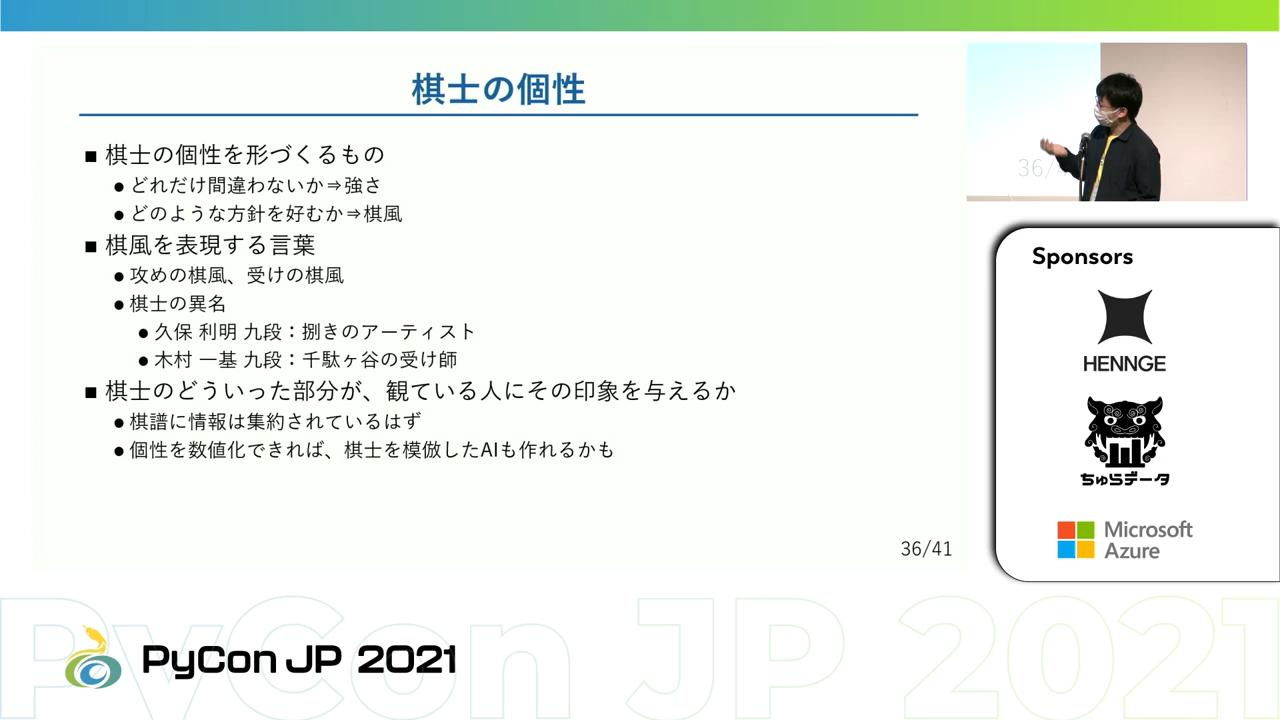 棋士の個性
■ 棋士の個性を形づくるもの
● どれだけ間違わないか⇒強さ
● どのような方針を好むか⇒棋風
■ 棋風を表現する言葉
● 攻めの棋風、受けの棋風
● 棋士の異名
● 久保 利明 九段：捌きのアーティスト
● 木村 一基 九段：千駄ヶ谷の受け師
■ 棋士のどういった部分が、観ている人にその印象を与えるか
● 棋譜に情報は集約されているはず
● 個性を数値化できれば、棋士を模倣したAIも作れるかも
36/41
36/
Sponsors
HENNGE
ちゅらデータ
Microsoft
Azure
PyCon JP 2021
PyCon JP 2021